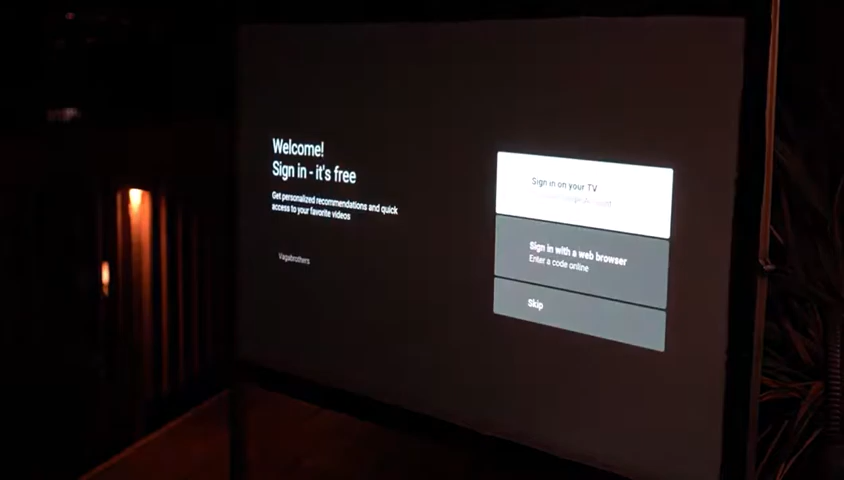 Welcome!
Sign in - it's free
Get personalized recommendations and quick
access to your favorite videos
Vagabrothers
Sign in on your TV
Account
Sign in with a web browser
Enter a code online
Skip